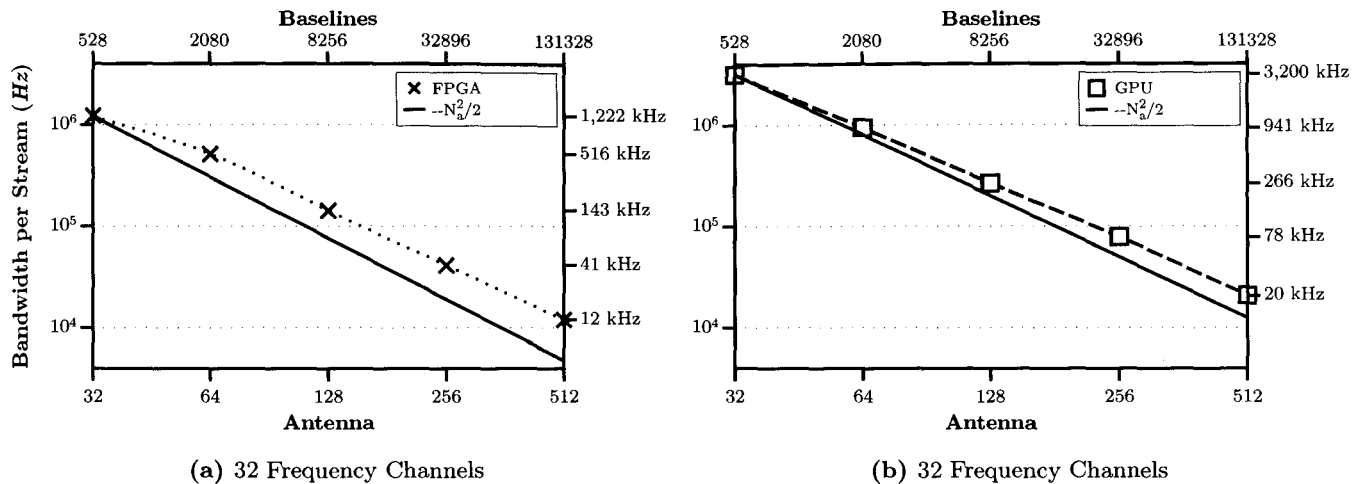 Baselines
528 2080 8256 32896 131328
Bandwidth per Stream (Hz)
10^6
10^5
10^4
× FPGA
--N_a^2/2
1,222 kHz
516 kHz
143 kHz
41 kHz
12 kHz
32 64 128 256 512
Antenna
(a) 32 Frequency Channels
Baselines
528 2080 8256 32896 131328
10^6
10^5
10^4
GPU
--N_a^2/2
3,200 kHz
941 kHz
266 kHz
78 kHz
20 kHz
32 64 128 256 512
Antenna
(b) 32 Frequency Channels